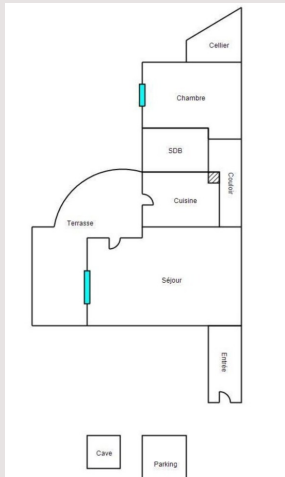 Cellier
Chambre
SDB
Couloir
Cuisine
Terrasse
Séjour
Entrée
Cave
Parking